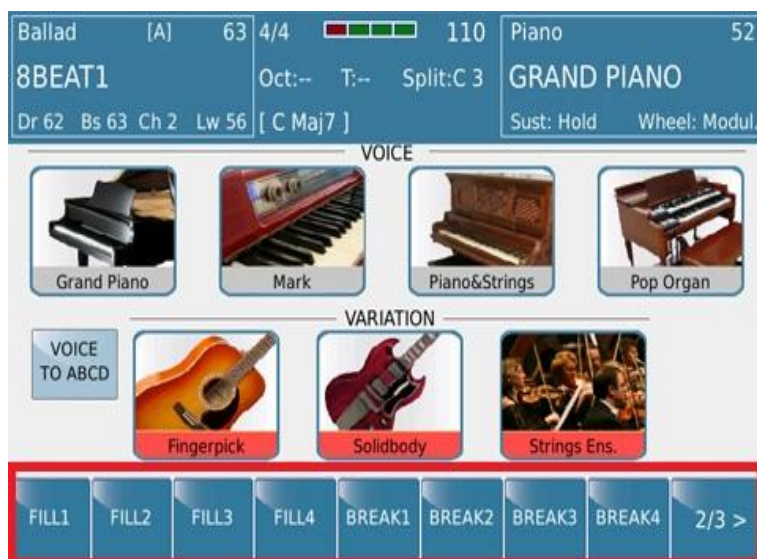 Ballad [A] 63
8BEAT1
Dr 62 Bs 63 Ch 2 Lw 56
4/4 110
Oct:-- T:-- Split:C 3
[ C Maj7 ]
Piano 52
GRAND PIANO
Sust: Hold Wheel: Modul.
VOICE
Grand Piano Mark Piano&Strings Pop Organ
VARIATION
VOICE
TO ABCD
Fingerpick Solidbody Strings Ens.
FILL1 FILL2 FILL3 FILL4 BREAK1 BREAK2 BREAK3 BREAK4 2/3 >